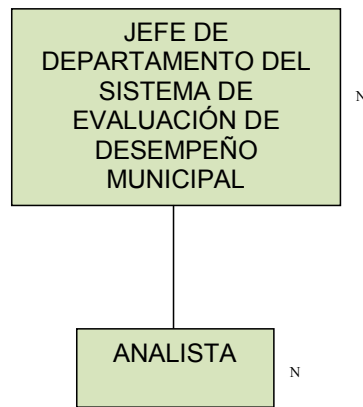 JEFE DE
DEPARTAMENTO DEL
SISTEMA DE
EVALUACIÓN DE
DESEMPEÑO
MUNICIPAL
N
ANALISTA
N